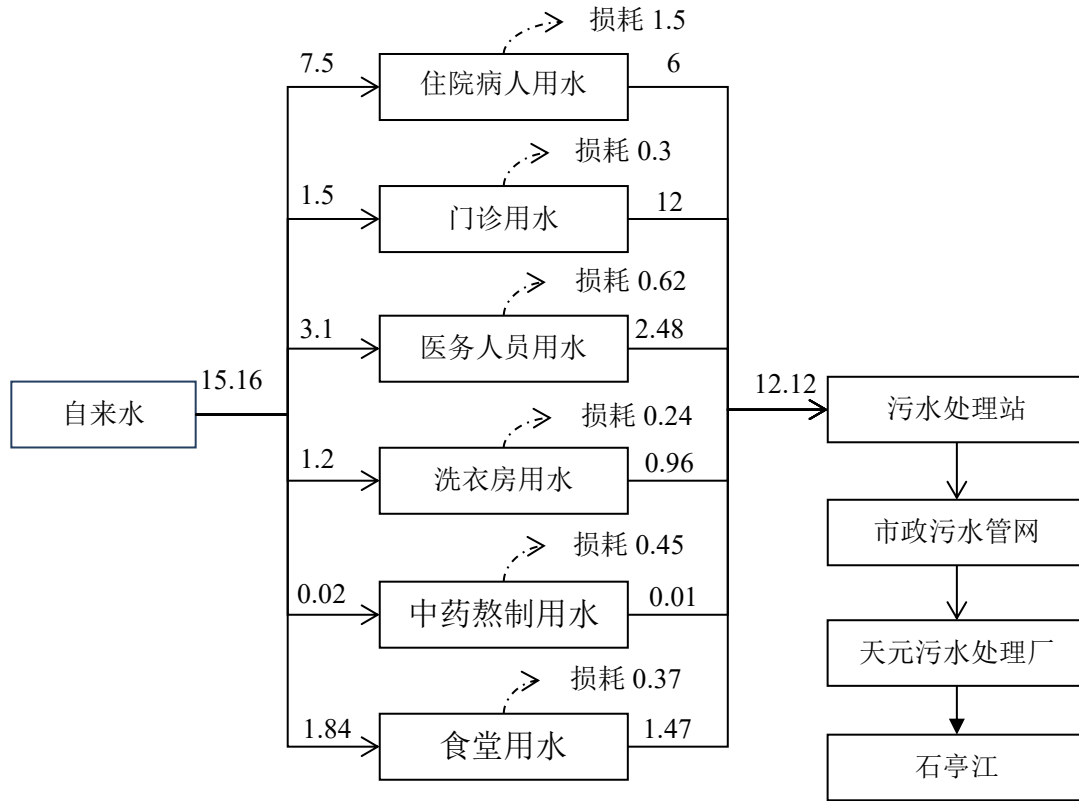 损耗 1.5
7.5
住院病人用水
6
损耗 0.3
1.5
门诊用水
12
损耗 0.62
3.1
医务人员用水
2.48
自来水
15.16
12.12
污水处理站
损耗 0.24
1.2
洗衣房用水
0.96
市政污水管网
损耗 0.45
0.02
中药熬制用水
0.01
天元污水处理厂
损耗 0.37
1.84
食堂用水
1.47
石亭江